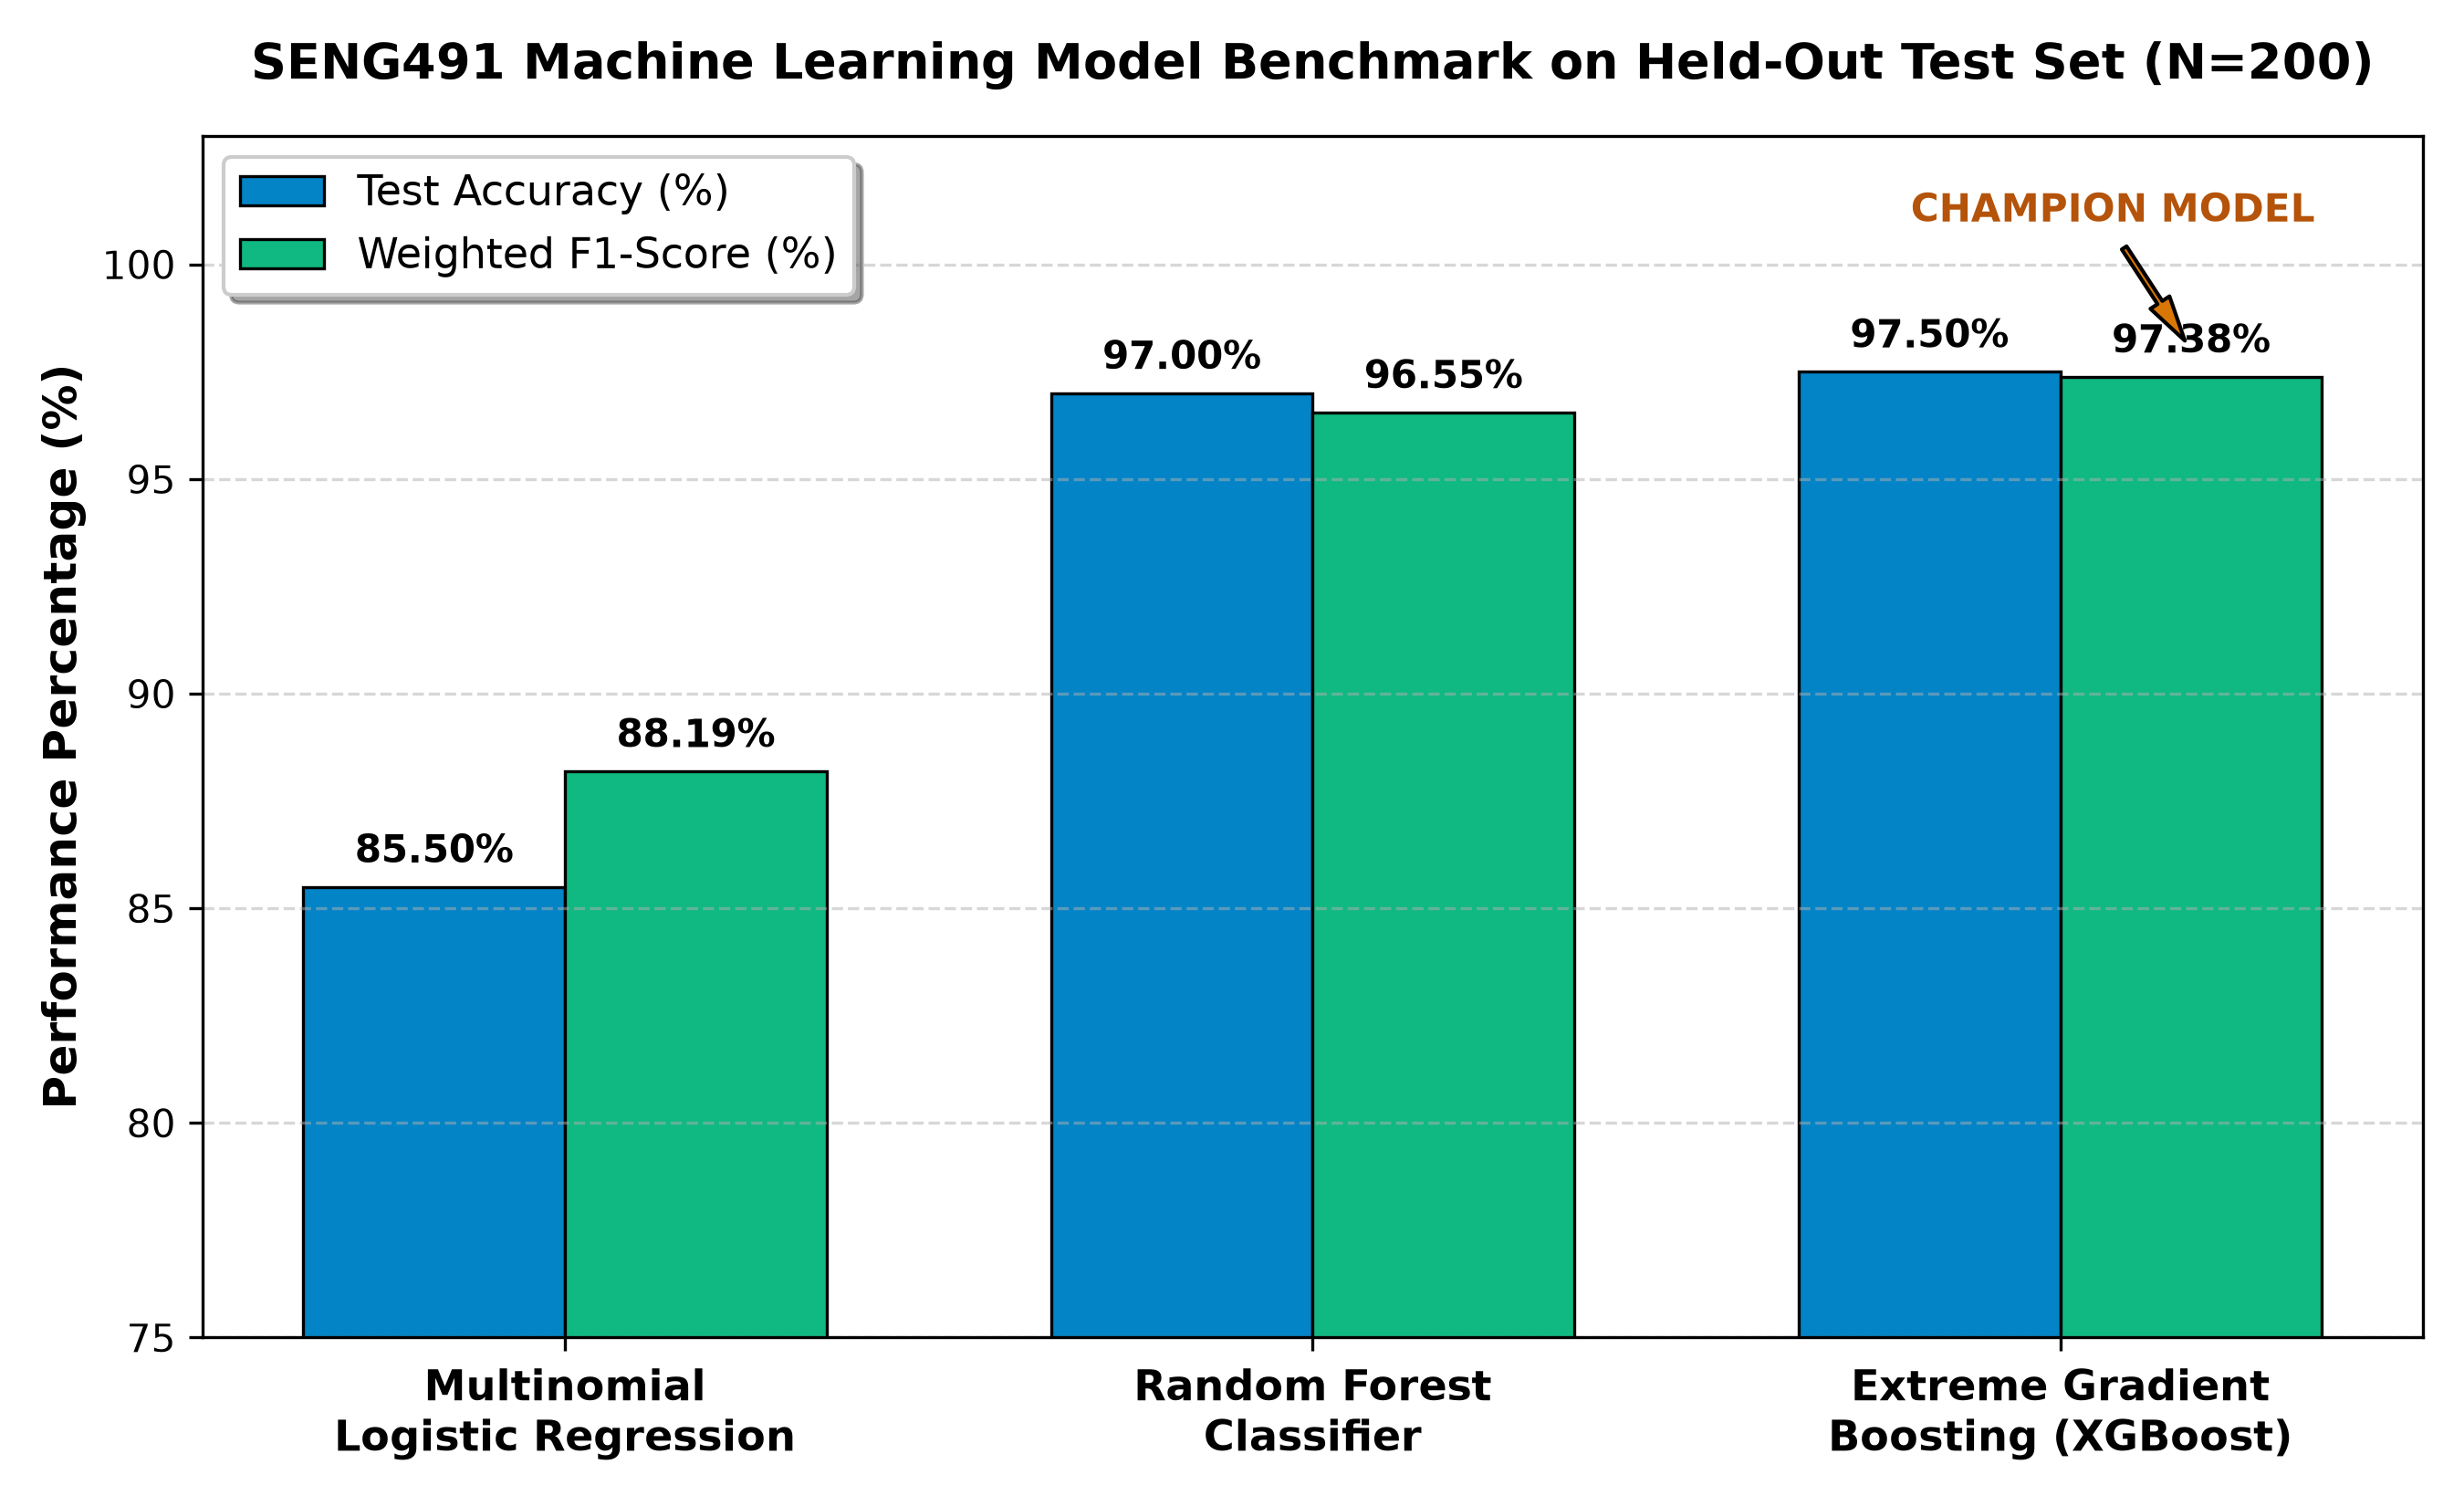 SENG491 Machine Learning Model Benchmark on Held-Out Test Set (N=200)
Test Accuracy (%)
Weighted F1-Score (%)
CHAMPION MODEL
Performance Percentage (%)
100
95
90
85
80
75
85.50%
88.19%
97.00%
96.55%
97.50%
97.38%
Multinomial
Logistic Regression
Random Forest
Classifier
Extreme Gradient
Boosting (XGBoost)